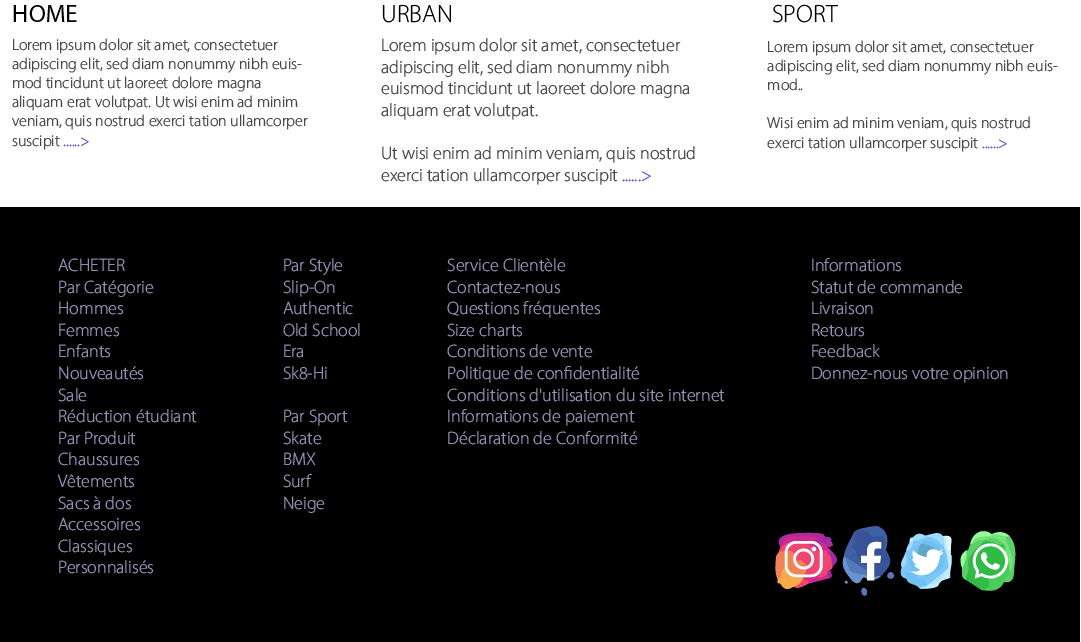 HOME
Lorem ipsum dolor sit amet, consectetuer
adipiscing elit, sed diam nonummy nibh euis-
mod tincidunt ut laoreet dolore magna
aliquam erat volutpat. Ut wisi enim ad minim
veniam, quis nostrud exerci tation ullamcorper
suscipit ......>
URBAN
Lorem ipsum dolor sit amet, consectetuer
adipiscing elit, sed diam nonummy nibh
euismod tincidunt ut laoreet dolore magna
aliquam erat volutpat.
Ut wisi enim ad minim veniam, quis nostrud
exerci tation ullamcorper suscipit ......>
SPORT
Lorem ipsum dolor sit amet, consectetuer
adipiscing elit, sed diam nonummy nibh euis-
mod..
Wisi enim ad minim veniam, quis nostrud
exerci tation ullamcorper suscipit ......>
ACHETER
Par Catégorie
Hommes
Femmes
Enfants
Nouveautés
Sale
Réduction étudiant
Par Produit
Chaussures
Vêtements
Sacs à dos
Accessoires
Classiques
Personnalisés
Par Style
Slip-On
Authentic
Old School
Era
Sk8-Hi
Par Sport
Skate
BMX
Surf
Neige
Service Clientèle
Contactez-nous
Questions fréquentes
Size charts
Conditions de vente
Politique de confidentialité
Conditions d'utilisation du site internet
Informations de paiement
Déclaration de Conformité
Informations
Statut de commande
Livraison
Retours
Feedback
Donnez-nous votre opinion